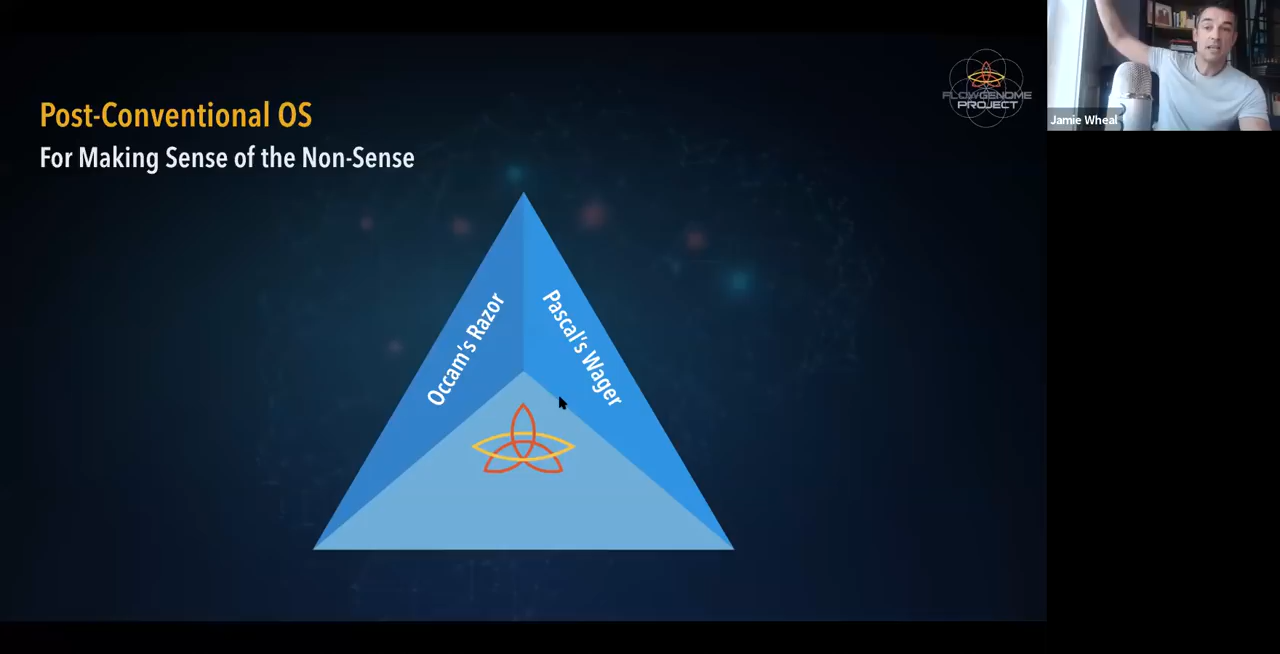 Post-Conventional OS
For Making Sense of the Non-Sense
Occam's Razor
Pascal's Wager
FLOWGENOME
PROJECT
Jamie Wheal